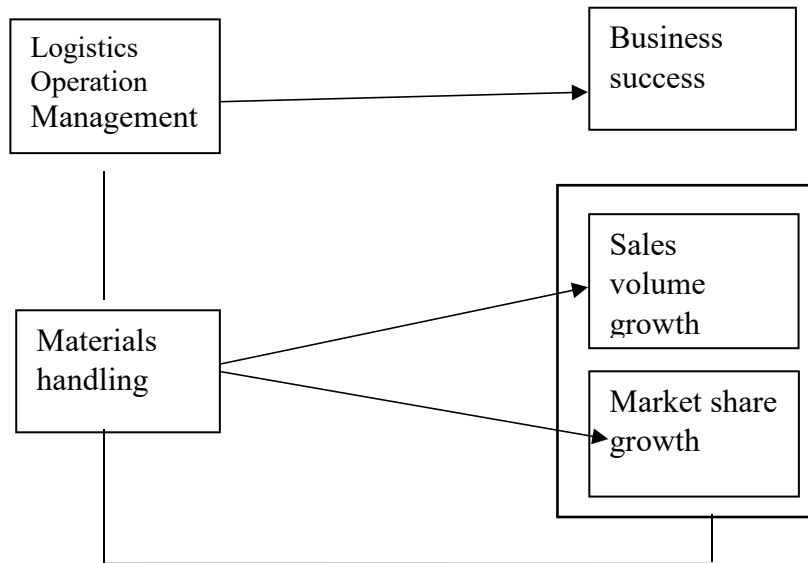 Logistics
Operation
Management
Business
success
Sales
volume
growth
Materials
handling
Market share
growth